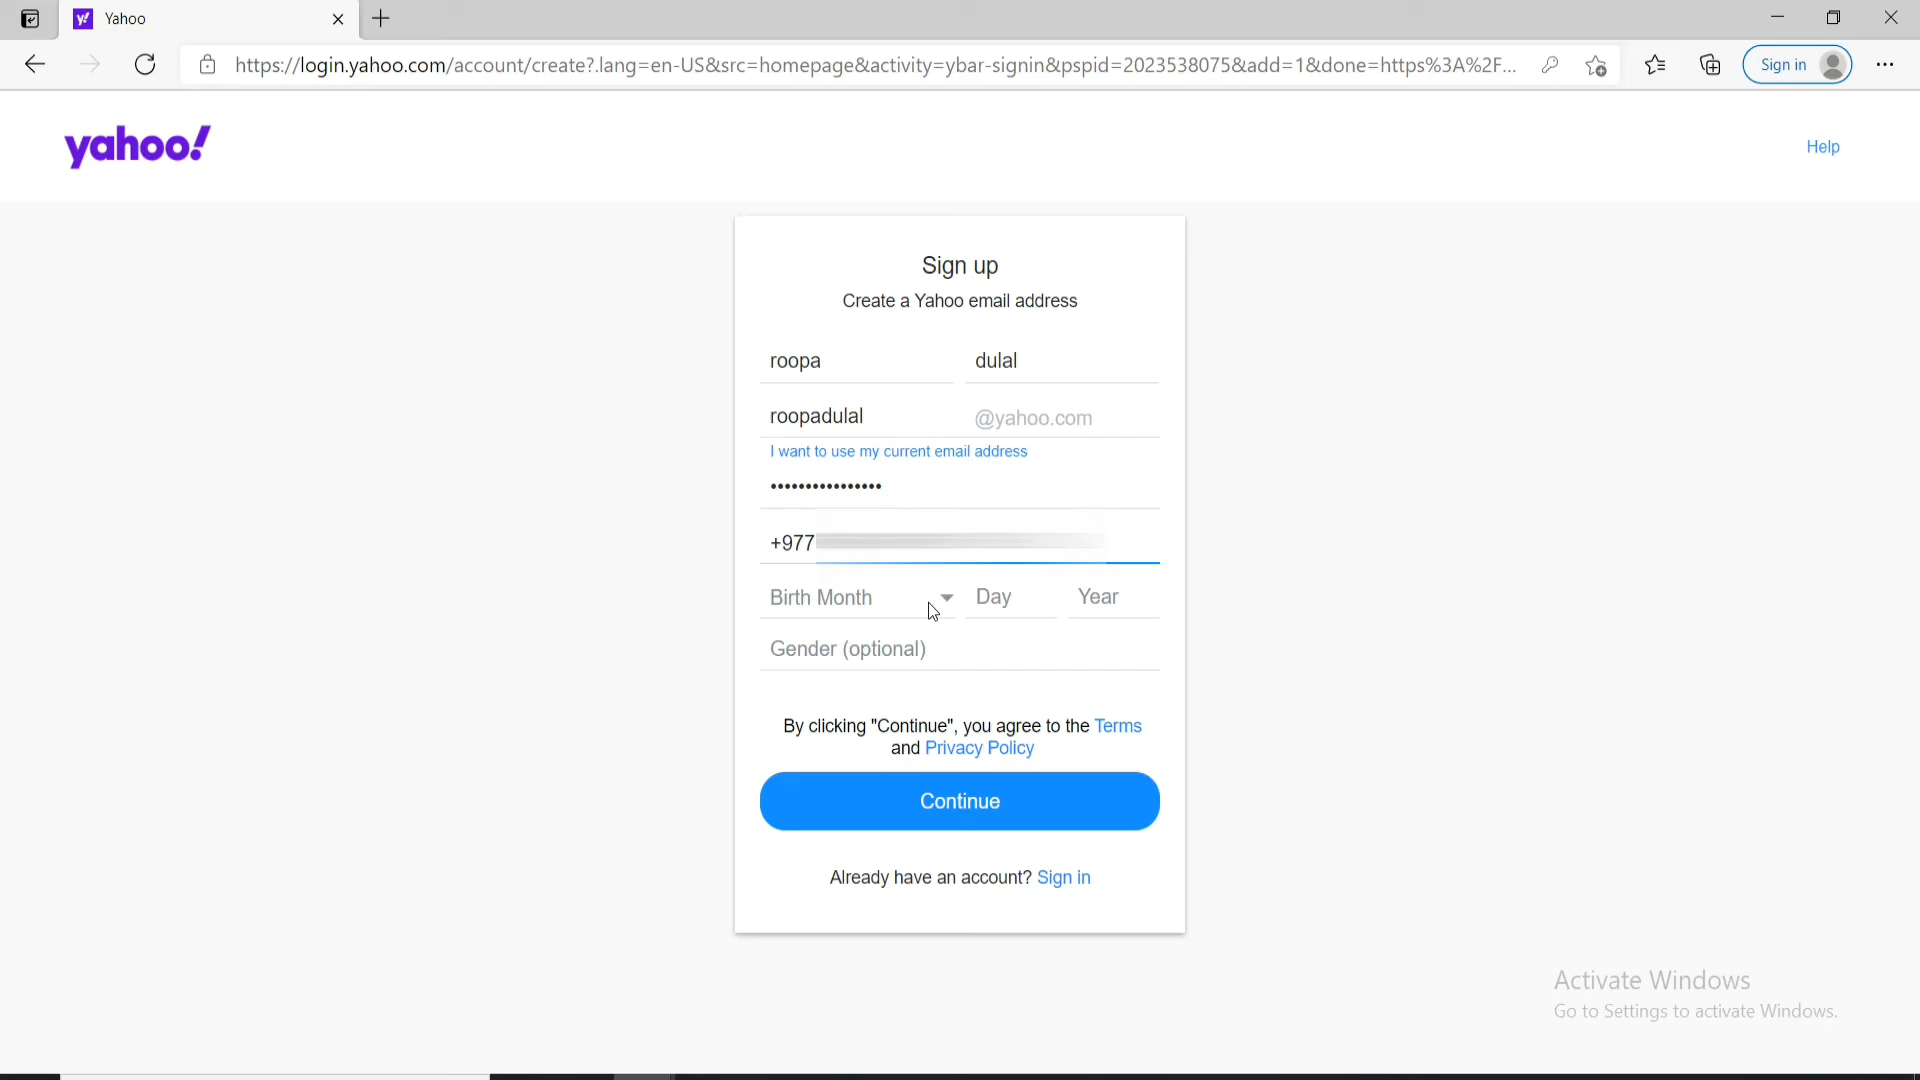 Yahoo
https://login.yahoo.com/account/create?.lang=en-US&src=homepage&activity=ybar-signin&pspid=2023538075&add=1&done=https%3A%2F...
Sign in
yahoo!
Help
Sign up
Create a Yahoo email address
roopa dulal
roopadulal @yahoo.com
I want to use my current email address
••••••••••••••••
+977
Birth Month Day Year
Gender (optional)
By clicking "Continue", you agree to the Terms
and Privacy Policy
Continue
Already have an account? Sign in
Activate Windows
Go to Settings to activate Windows.